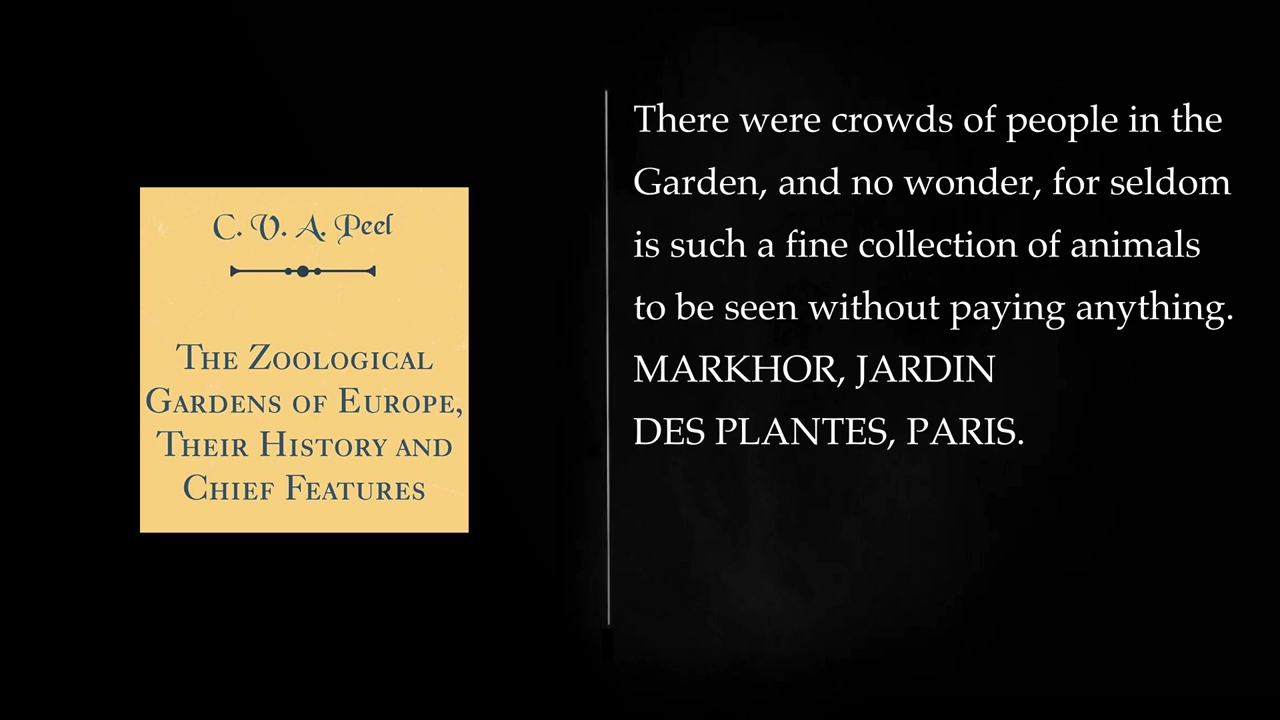 C. V. A. Peel
The Zoological
Gardens of Europe,
Their History and
Chief Features
There were crowds of people in the
Garden, and no wonder, for seldom
is such a fine collection of animals
to be seen without paying anything.
MARKHOR, JARDIN
DES PLANTES, PARIS.